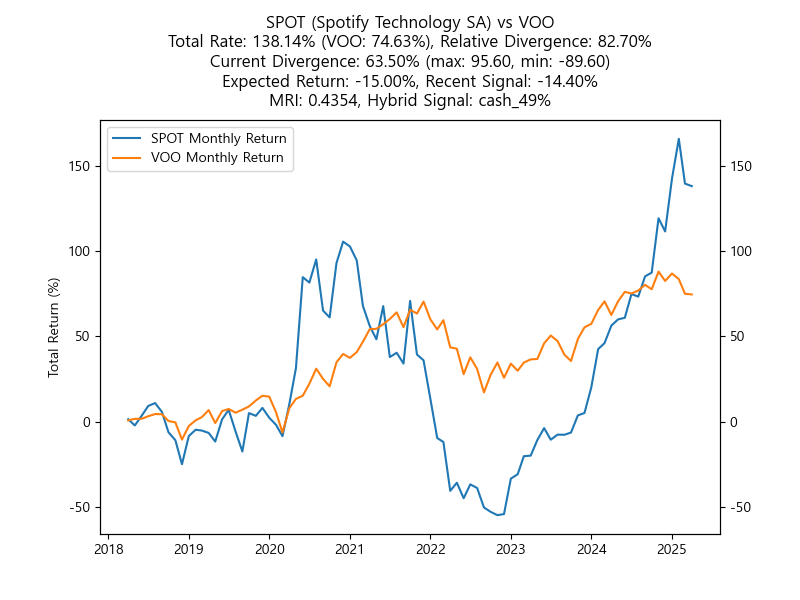 SPOT (Spotify Technology SA) vs VOO
Total Rate: 138.14% (VOO: 74.63%), Relative Divergence: 82.70%
Current Divergence: 63.50% (max: 95.60, min: -89.60)
Expected Return: -15.00%, Recent Signal: -14.40%
MRI: 0.4354, Hybrid Signal: cash_49%
SPOT Monthly Return
VOO Monthly Return
Total Return (%)
150
100
50
0
-50
150
100
50
0
-50
2018 2019 2020 2021 2022 2023 2024 2025